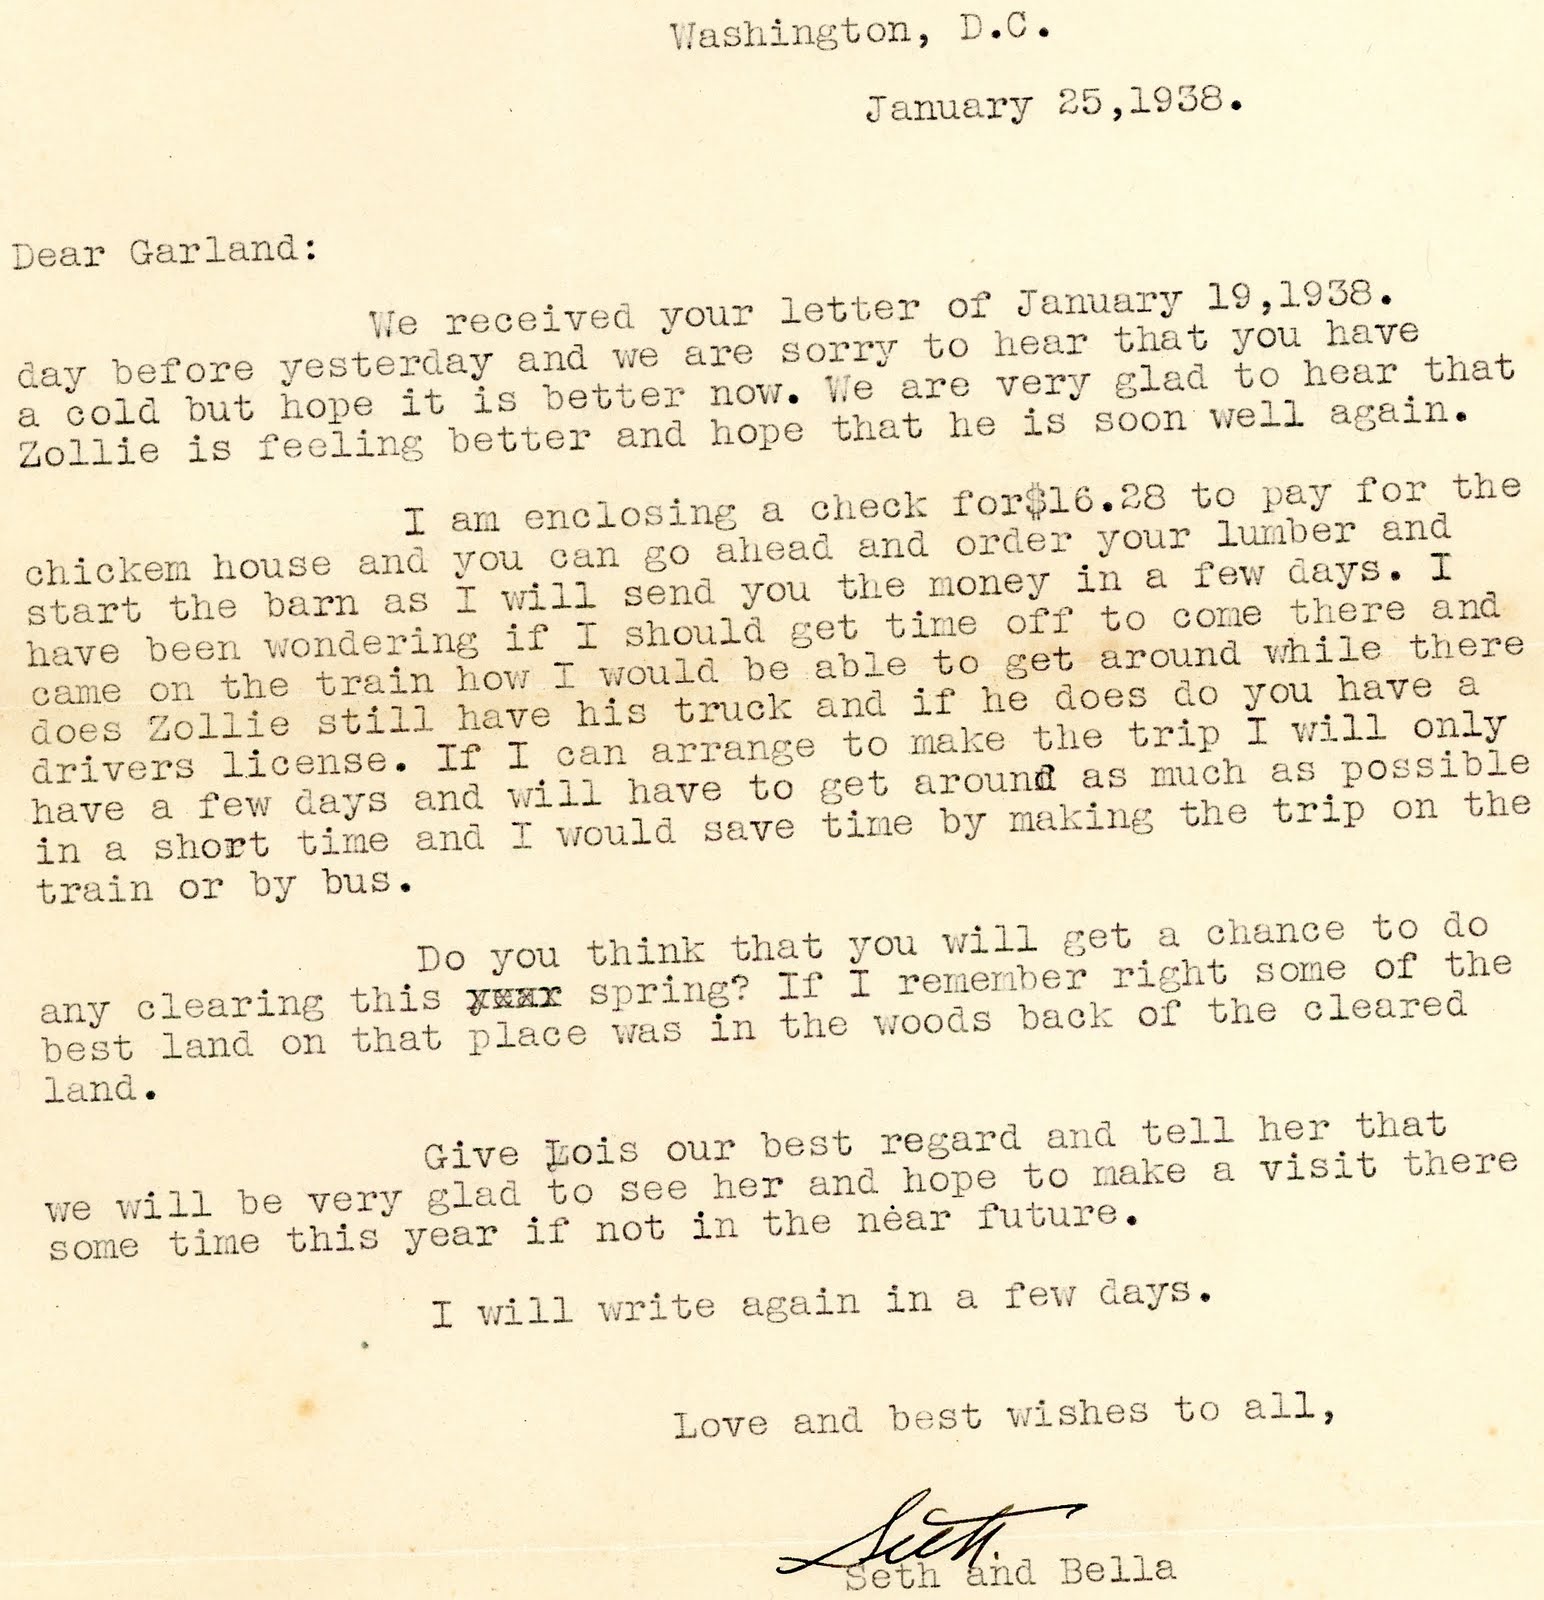 Washington, D.C.
January 25,1938.
Dear Garland:
We received your letter of January 19,1938.
day before yesterday and we are sorry to hear that you have
a cold but hope it is better now. We are very glad to hear that
Zollie is feeling better and hope that he is soon well again.
I am enclosing a check for$16.28 to pay for the
chickem house and you can go ahead and order your lumber and
start the barn as I will send you the money in a few days. I
have been wondering if I should get time off to come there and
came on the train how I would be able to get around while there
does Zollie still have his truck and if he does do you have a
drivers license. If I can arrange to make the trip I will only
have a few days and will have to get around as much as possible
in a short time and I would save time by making the trip on the
train or by bus.
Do you think that you will get a chance to do
any clearing this spring? If I remember right some of the
best land on that place was in the woods back of the cleared
land.
Give Lois our best regard and tell her that
we will be very glad to see her and hope to make a visit there
some time this year if not in the near future.
I will write again in a few days.
Love and best wishes to all,
Seth.
Seth and Bella